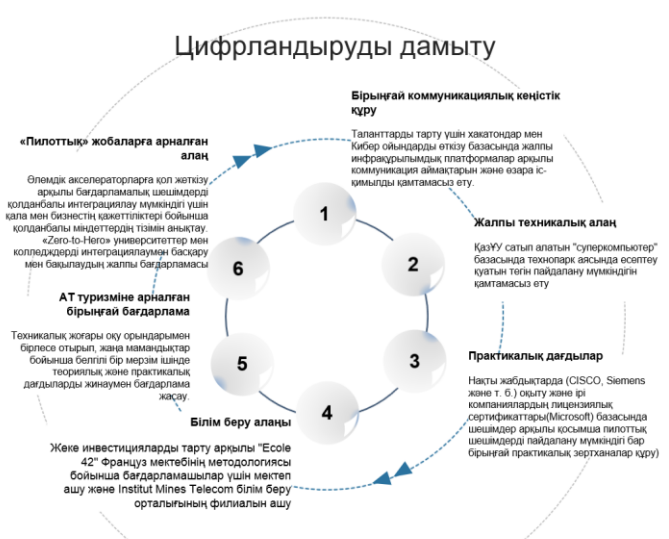 Цифрландыруды дамыту
Бірыңғай коммуникациялық кеңістік
құру
Таланттарды тарту үшін хакатондар мен
Кибер ойындарды өткізу базасында жалпы
инфрақұрылымдық платформалар арқылы
коммуникация аймақтарын және өзара іс-
қимылды қамтамасыз ету.
Жалпы техникалық алаң
ҚазҰУ сатып алатын "суперкомпьютер"
базасында технопарк аясында есептеу
қуатын тегін пайдалану мүмкіндігін
қамтамасыз ету
Практикалық дағдылар
Нақты жабдықтарда (CISCO, Siemens
және т. б.) оқыту және ірі
компаниялардың лицензиялық
сертификаттары(Microsoft) базасында
шешімдер арқылы қосымша пилоттық
шешімдерді пайдалану мүмкіндігі бар
бірыңғай практикалық зертханалар құру)
Білім беру алаңы
Жеке инвестицияларды тарту арқылы "Ecole
42" Француз мектебінің методологиясы
бойынша бағдарламашылар үшін мектеп
ашу және Institut Mines Telecom білім беру
орталығының филиалын ашу
АТ туризміне арналған
бірыңғай бағдарлама
Техникалық жоғары оқу орындарымен
бірлесе отырып, жаңа мамандықтар
бойынша белгілі бір мерзім ішінде
теориялық және практикалық
дағдыларды жинаумен бағдарлама
жасау.
«Пилоттық» жобаларға арналған
алаң
Әлемдік акселераторларға қол жеткізу
арқылы бағдарламалық шешімдерді
қолданбалы интеграциялау мүмкіндігі үшін
қала мен бизнестің қажеттіліктері бойынша
қолданбалы міндеттердің тізімін анықтау.
«Zero-to-Hero» университеттер мен
колледждерді интеграциялаумен басқару
мен бақылаудың жалпы бағдарламасы
1
2
3
4
5
6